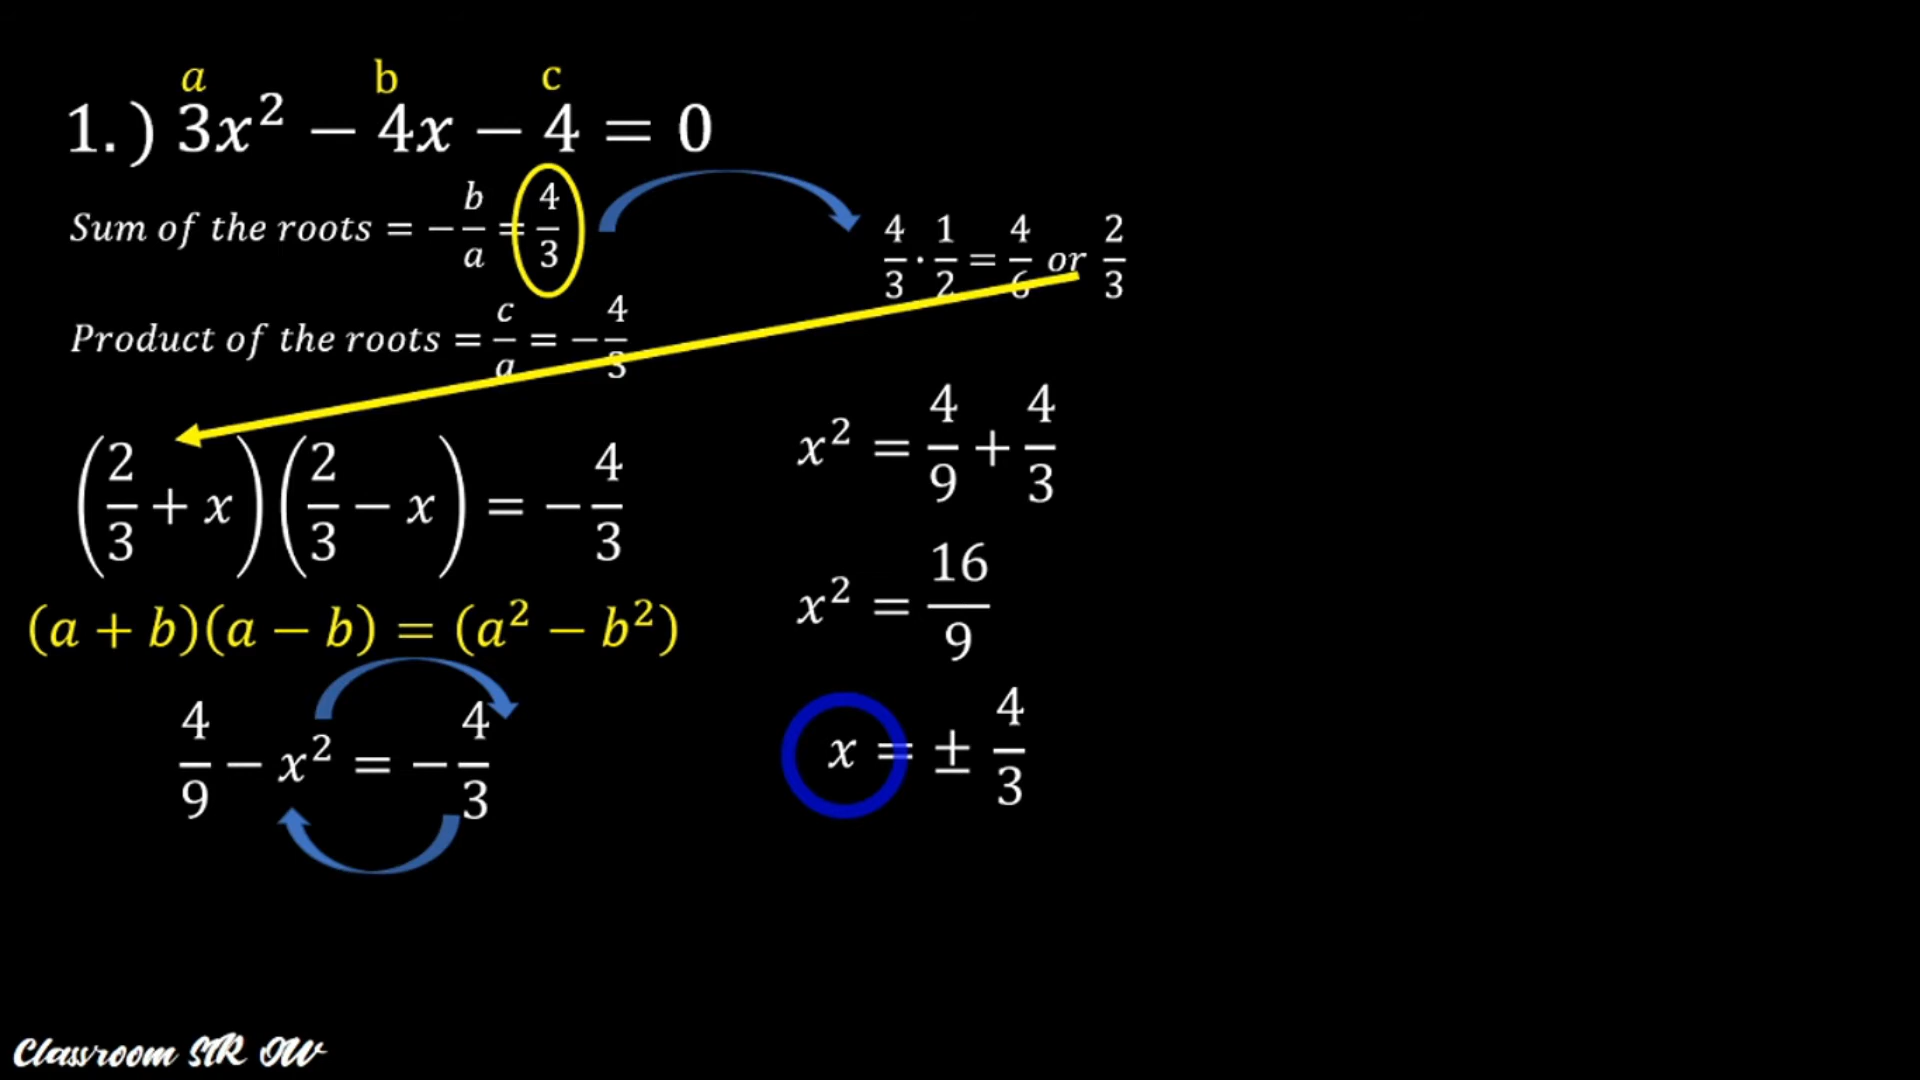 a b c
1.) 3x² − 4x − 4 = 0
Sum of the roots = −b/a = 4/3
Product of the roots = c/a = −4/3
(2/3 + x)(2/3 − x) = −4/3
(a + b)(a − b) = (a² − b²)
4/9 − x² = −4/3
4/3 · 1/2 = 4/6 or 2/3
x² = 4/9 + 4/3
x² = 16/9
x = ± 4/3
Classroom SIR OW